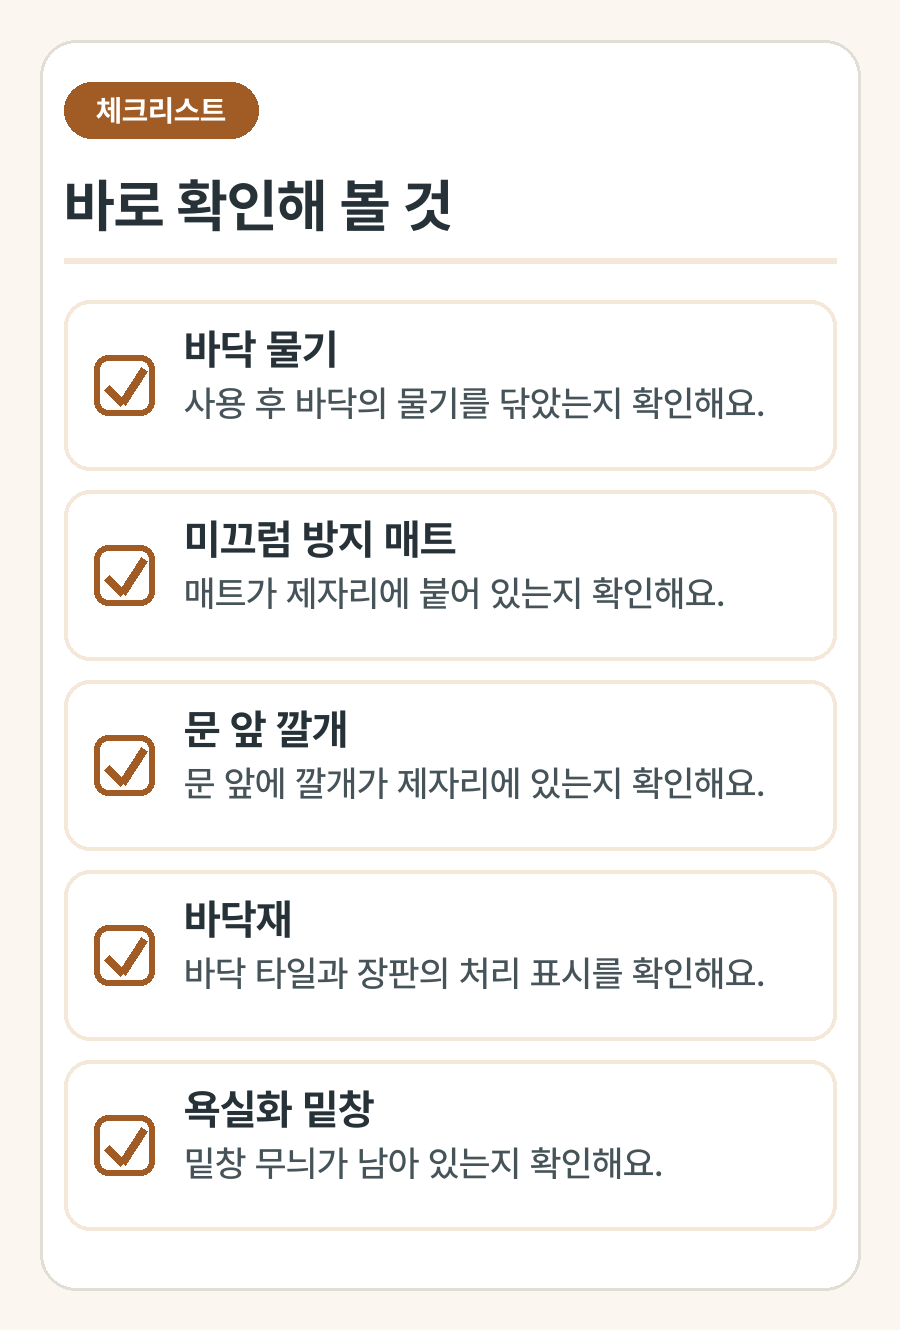 체크리스트
바로 확인해 볼 것
바닥 물기
사용 후 바닥의 물기를 닦았는지 확인해요.
미끄럼 방지 매트
매트가 제자리에 붙어 있는지 확인해요.
문 앞 깔개
문 앞에 깔개가 제자리에 있는지 확인해요.
바닥재
바닥 타일과 장판의 처리 표시를 확인해요.
욕실화 밑창
밑창 무늬가 남아 있는지 확인해요.